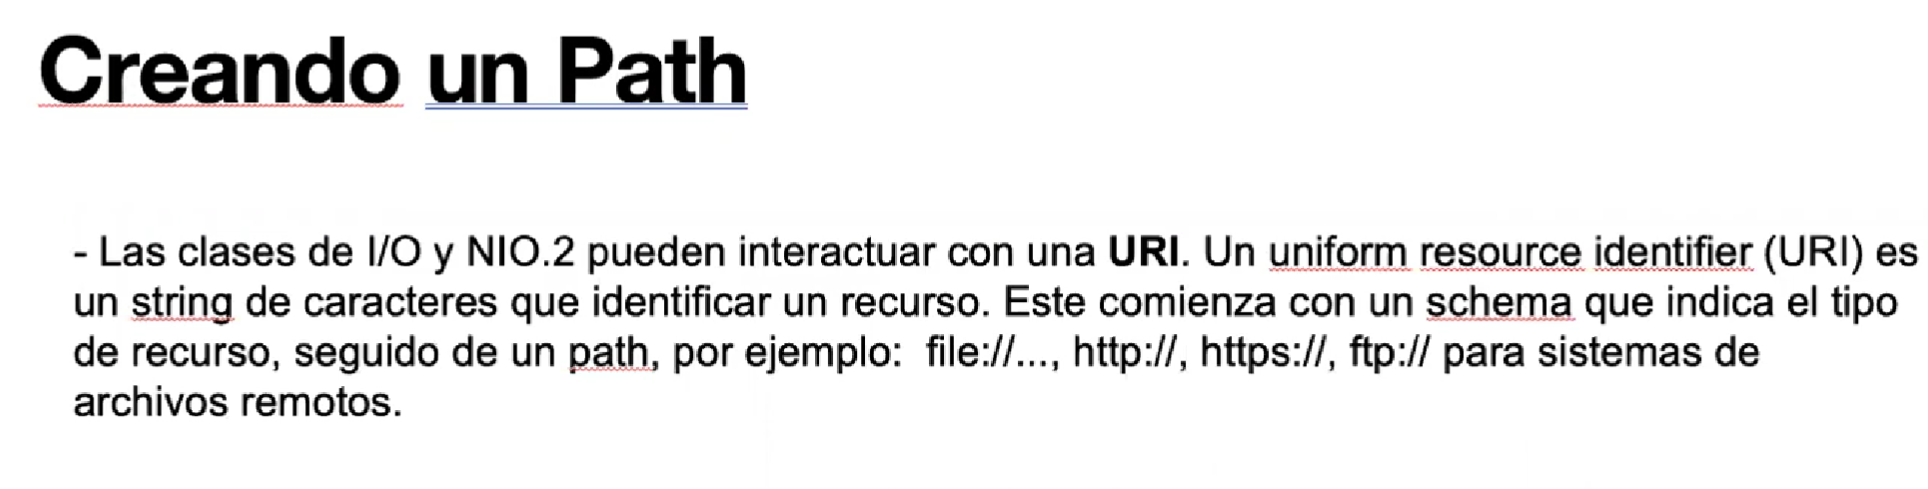 Creando un Path
- Las clases de I/O y NIO.2 pueden interactuar con una URI. Un uniform resource identifier (URI) es
un string de caracteres que identificar un recurso. Este comienza con un schema que indica el tipo
de recurso, seguido de un path, por ejemplo:  file://..., http://, https://, ftp:// para sistemas de
archivos remotos.